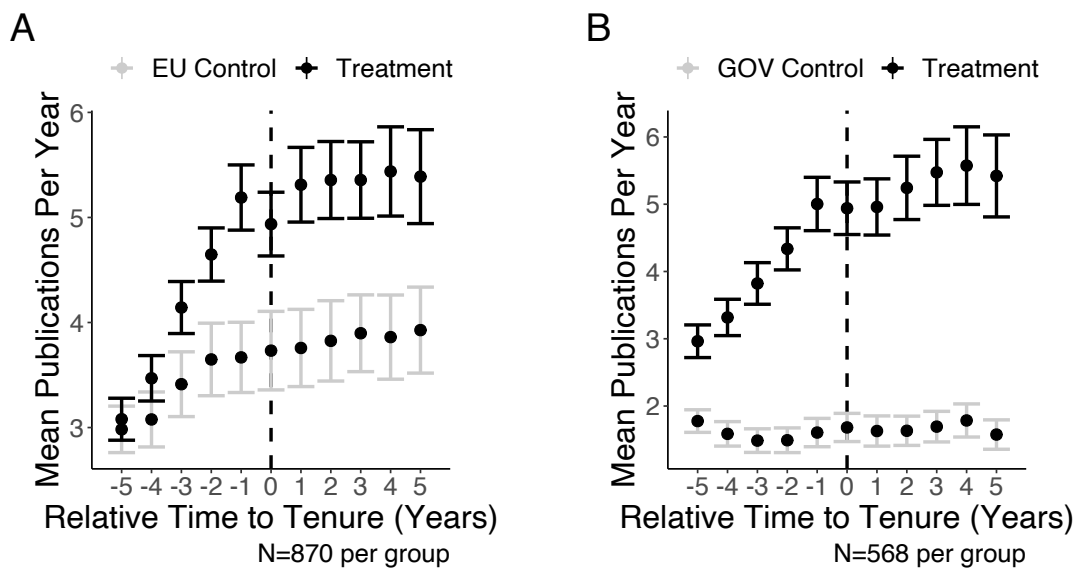 A
EU Control Treatment
Mean Publications Per Year
6
5
4
3
-5 -4 -3 -2 -1 0 1 2 3 4 5
Relative Time to Tenure (Years)
N=870 per group
B
GOV Control Treatment
Mean Publications Per Year
6
5
4
3
2
-5 -4 -3 -2 -1 0 1 2 3 4 5
Relative Time to Tenure (Years)
N=568 per group